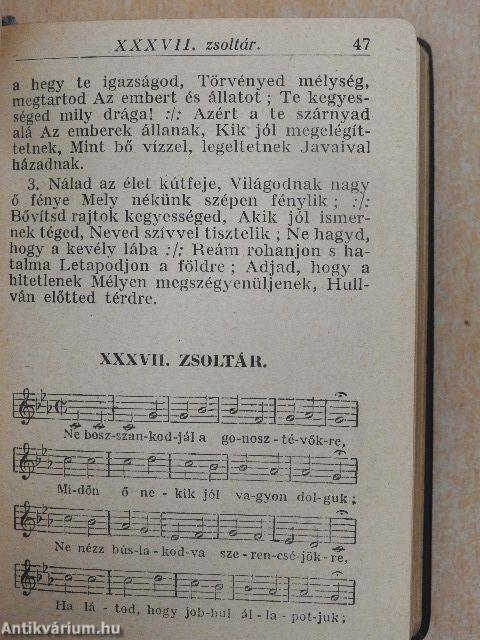 XXXVII. zsoltár. 47
a hegy te igazságod, Törvényed mélység,
megtartod Az embert és állatot ; Te kegyes-
séged mily drága! :/: Azért a te szárnyad
alá Az emberek állanak, Kik jól megelégít-
tetnek, Mint bő vízzel, legeltetnek Javaival
házadnak.
3. Nálad az élet kútfeje, Világodnak nagy
ő fénye Mely nékünk szépen fénylik ; :/:
Bővítsd rajtok kegyességed, Akik jól ismer-
nek téged, Neved szívvel tisztelik ; Ne hagyd,
hogy a kevély lába :/: Reám rohanjon s ha-
talma Letapodjon a földre ; Adjad, hogy a
hitetlenek Mélyen megszégyenüljenek, Hull-
ván előtted térdre.
XXXVII. ZSOLTÁR.
Ne bosz-szan-kod-jál a go-nosz-té-vők-re,
Mi-dőn ő ne-kik jól va-gyon dol-guk ;
Ne nézz bús-la-kod-va sze-ren-csé-jök-re,
Ha lá-tod, hogy job-bul ál-la-pot-juk ;
Antikvárium.hu